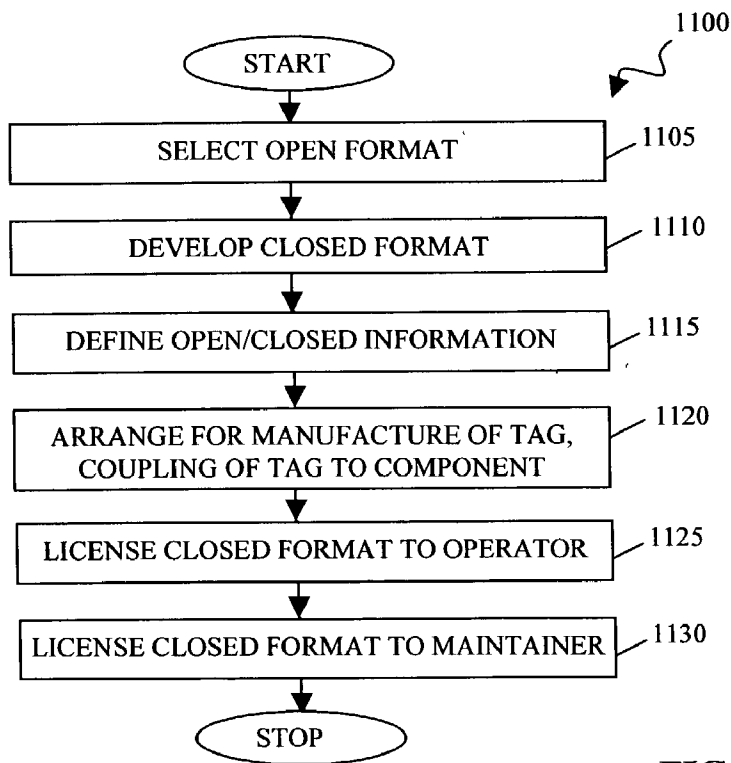 1100
START
SELECT OPEN FORMAT
1105
DEVELOP CLOSED FORMAT
1110
DEFINE OPEN/CLOSED INFORMATION
1115
ARRANGE FOR MANUFACTURE OF TAG,
COUPLING OF TAG TO COMPONENT
1120
LICENSE CLOSED FORMAT TO OPERATOR
1125
LICENSE CLOSED FORMAT TO MAINTAINER
1130
STOP